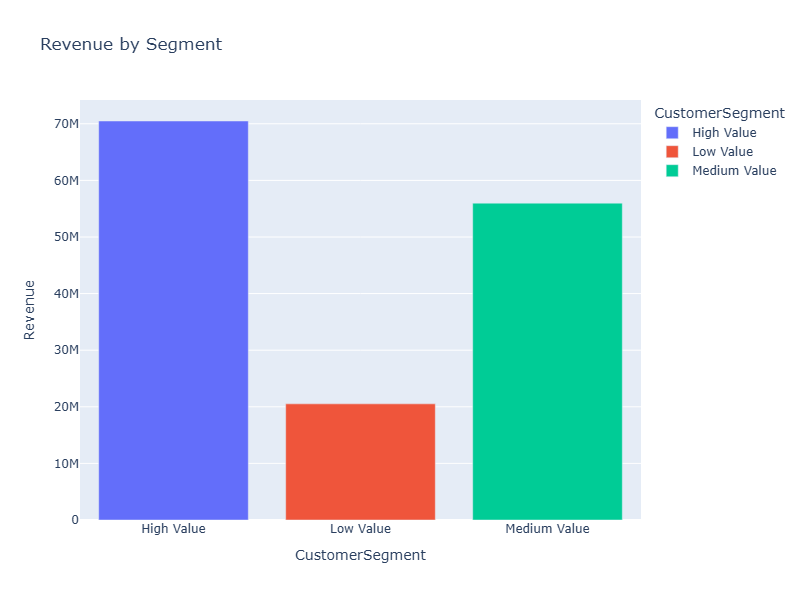 Revenue by Segment
CustomerSegment
High Value
Low Value
Medium Value
70M
60M
50M
40M
30M
20M
10M
0
Revenue
High Value
Low Value
Medium Value
CustomerSegment